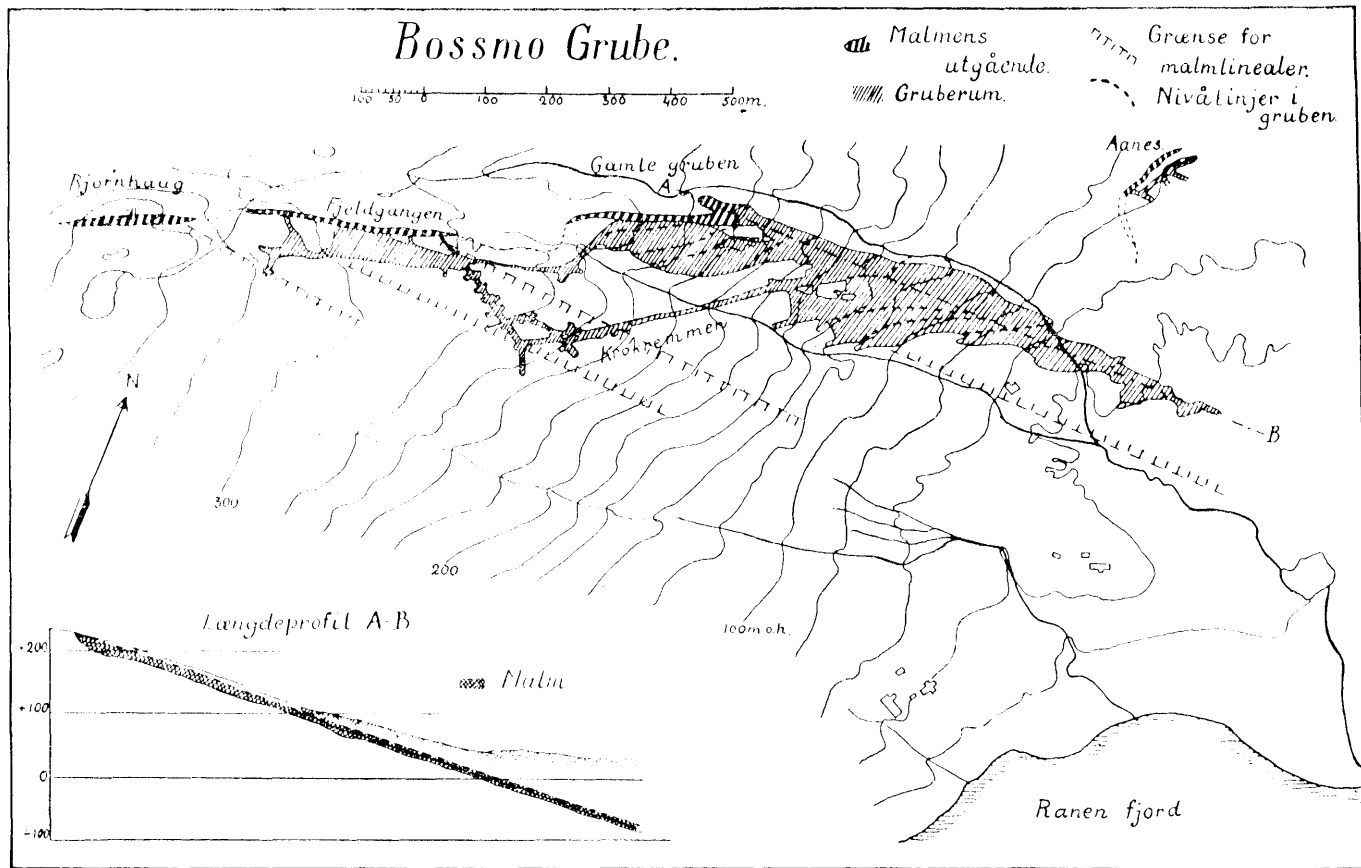 Bossmo Grube.
100 50 0 100 200 300 400 500m.
Malmens
utgående.
Gruberum.
Grænse for
malmlinealer.
Nivålinjer i
gruben.
Aanes
Bjørnhaug
Fjeldgangen
Gamle gruben
A
Krokremmen
B
N
300
200
100 m o.h.
Længdeprofil A-B
+200
+100
0
-100
Malm
Ranen fjord